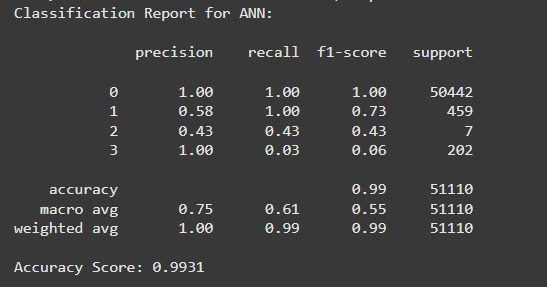 Classification Report for ANN:
precision recall f1-score support
0 1.00 1.00 1.00 50442
1 0.58 1.00 0.73 459
2 0.43 0.43 0.43 7
3 1.00 0.03 0.06 202
accuracy 0.99 51110
macro avg 0.75 0.61 0.55 51110
weighted avg 1.00 0.99 0.99 51110
Accuracy Score: 0.9931